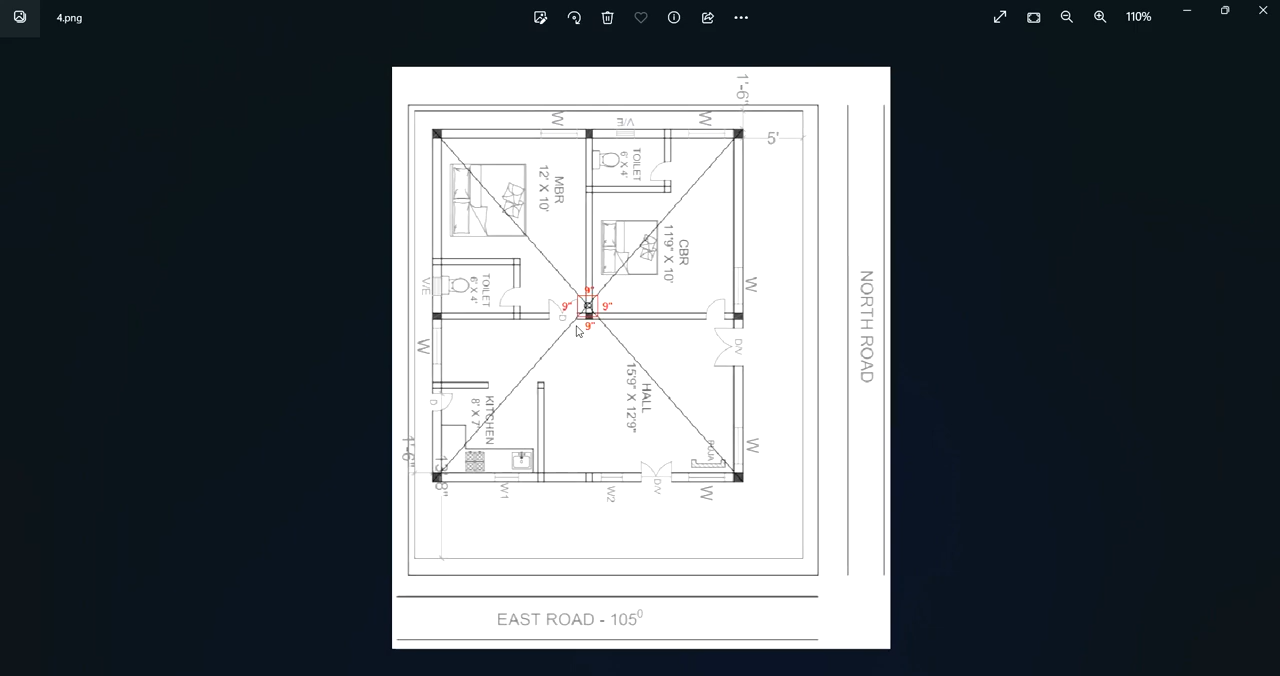 4.png
110%
1'-6"
W
V/E
W
5'
MBR
12' X 10'
TOILET
6' X 4'
CBR
11'9" X 10'
V/E
TOILET
6' X 4'
W
9"
9"
9"
9"
D
NORTH ROAD
W
D/V
D
KITCHEN
8' X 7'
HALL
15'9" X 12'9"
POOJA
W
1'-6"
W1
W2
D/V
W
EAST ROAD - 105⁰